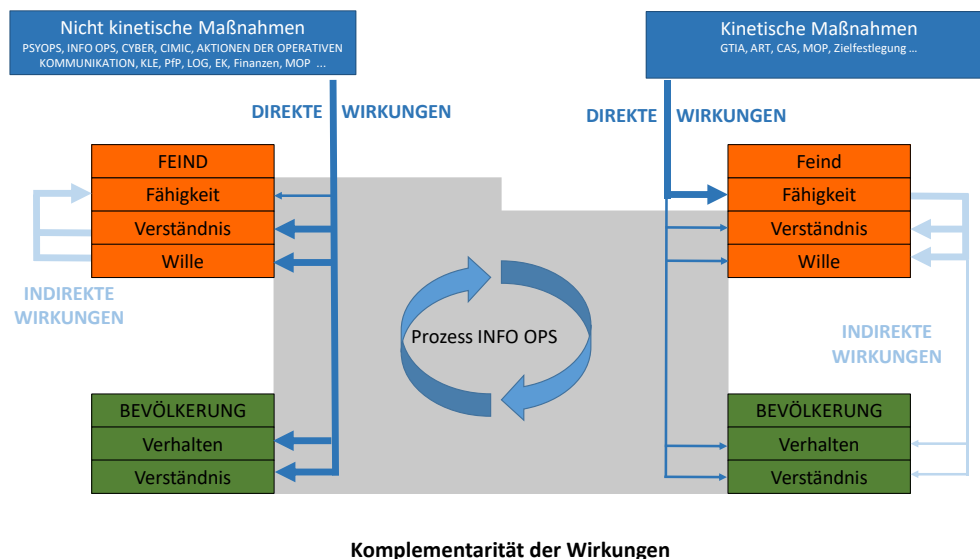 Nicht kinetische Maßnahmen
PSYOPS, INFO OPS, CYBER, CIMIC, AKTIONEN DER OPERATIVEN
KOMMUNIKATION, KLE, PfP, LOG, EK, Finanzen, MOP ...
DIREKTE WIRKUNGEN
FEIND
Fähigkeit
Verständnis
Wille
INDIREKTE
WIRKUNGEN
BEVÖLKERUNG
Verhalten
Verständnis
Prozess INFO OPS
Kinetische Maßnahmen
GTIA, ART, CAS, MOP, Zielfestlegung ...
DIREKTE WIRKUNGEN
Feind
Fähigkeit
Verständnis
Wille
INDIREKTE
WIRKUNGEN
BEVÖLKERUNG
Verhalten
Verständnis
Komplementarität der Wirkungen